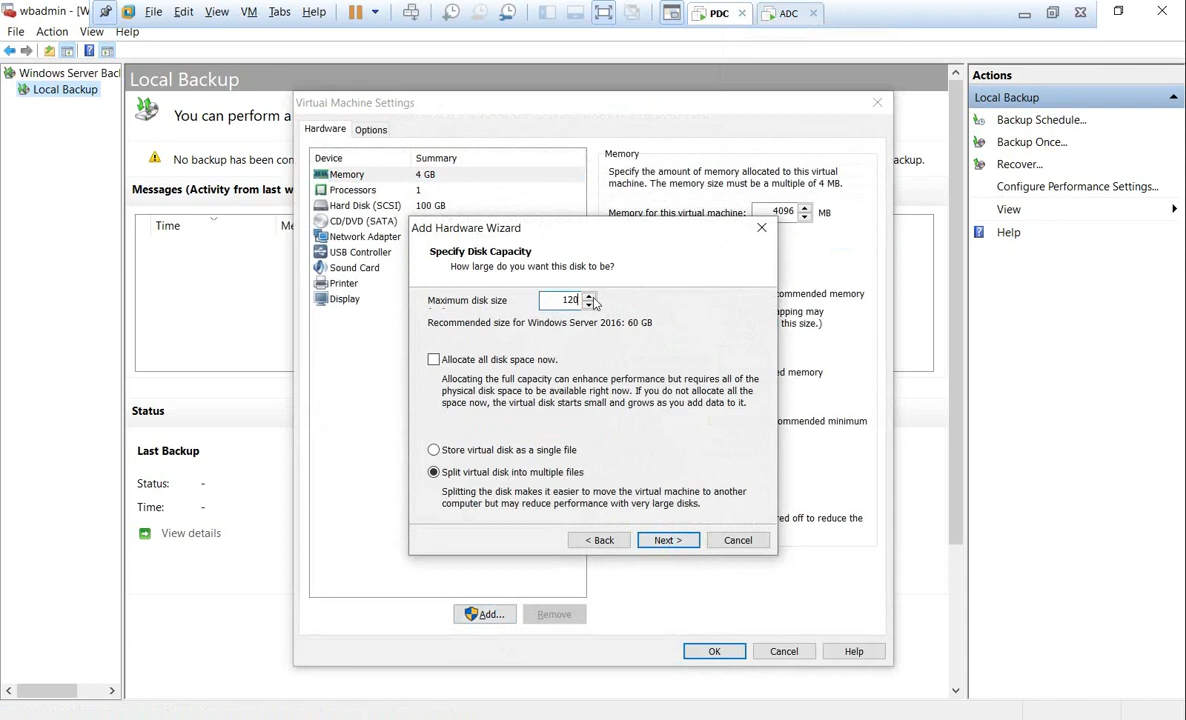 wbadmin - [W
File Edit View VM Tabs Help
PDC
ADC
File Action View Help
Windows Server Bacl
Local Backup
Local Backup
You can perform a
No backup has been con
ackup.
Messages (Activity from last w
Time
Me
Status
Last Backup
Status: -
Time: -
View details
Virtual Machine Settings
Hardware Options
Device Summary
Memory 4 GB
Processors 1
Hard Disk (SCSI) 100 GB
CD/DVD (SATA)
Network Adapter
USB Controller
Sound Card
Printer
Display
Add... Remove
Memory
Specify the amount of memory allocated to this virtual
machine. The memory size must be a multiple of 4 MB.
Memory for this virtual machine: 4096 MB
commended memory
pping may
this size.)
ed memory
ommended minimum
red off to reduce the
OK Cancel Help
Add Hardware Wizard
Specify Disk Capacity
How large do you want this disk to be?
Maximum disk size 120
Recommended size for Windows Server 2016: 60 GB
Allocate all disk space now.
Allocating the full capacity can enhance performance but requires all of the
physical disk space to be available right now. If you do not allocate all the
space now, the virtual disk starts small and grows as you add data to it.
Store virtual disk as a single file
Split virtual disk into multiple files
Splitting the disk makes it easier to move the virtual machine to another
computer but may reduce performance with very large disks.
< Back Next > Cancel
Actions
Local Backup
Backup Schedule...
Backup Once...
Recover...
Configure Performance Settings...
View
Help